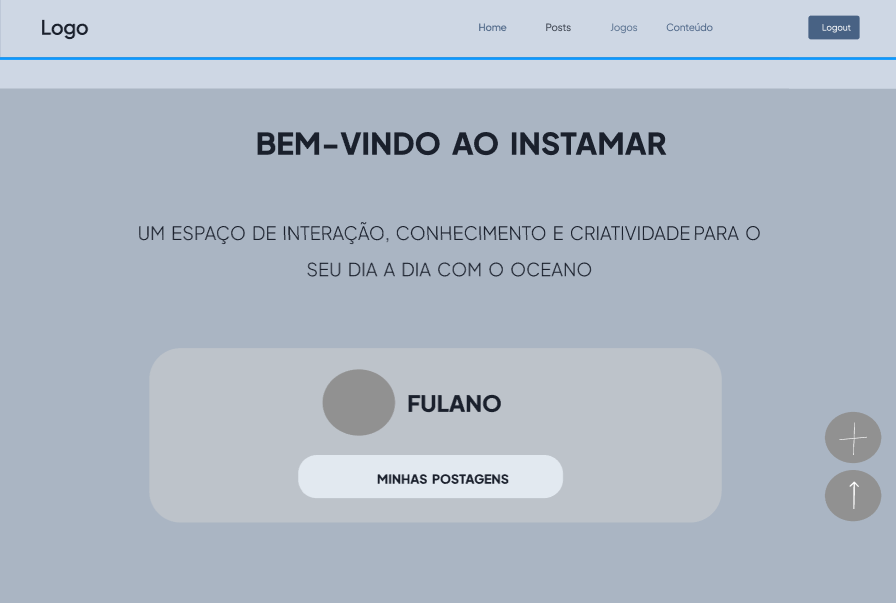 Logo
Home Posts Jogos Conteúdo Logout
BEM-VINDO AO INSTAMAR
UM ESPAÇO DE INTERAÇÃO, CONHECIMENTO E CRIATIVIDADE PARA O
SEU DIA A DIA COM O OCEANO
FULANO
MINHAS POSTAGENS